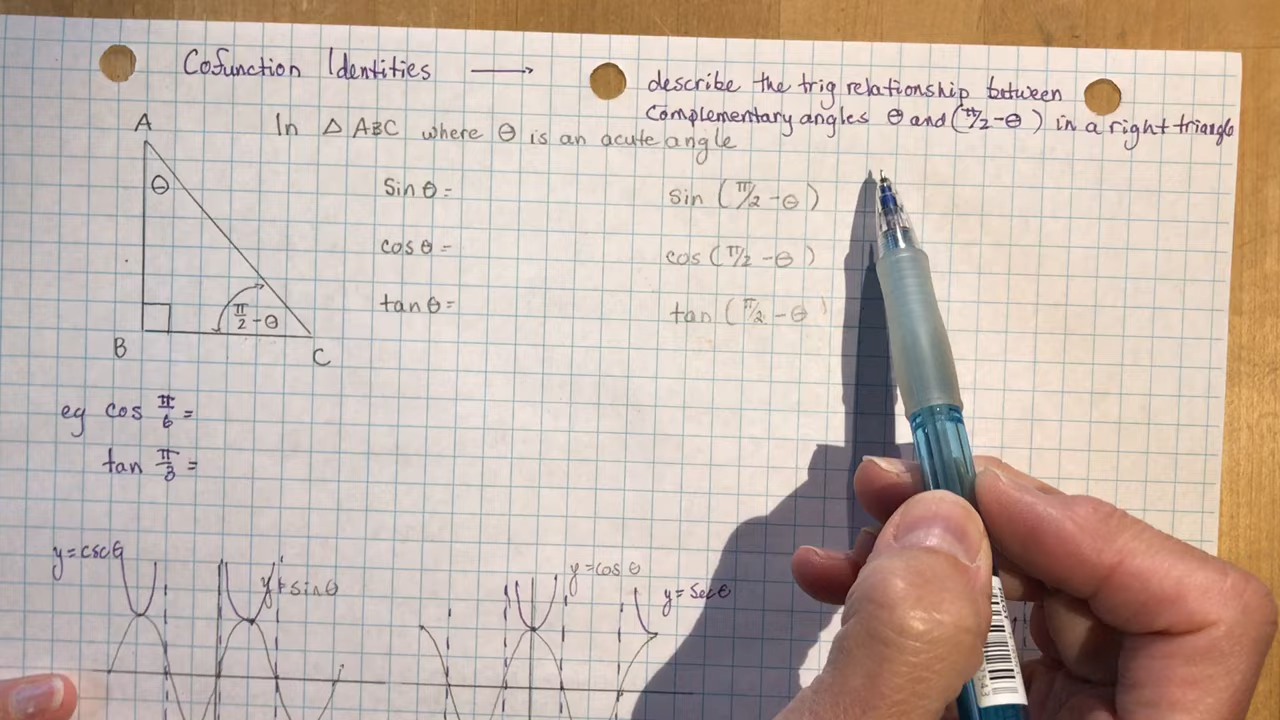 Cofunction Identities →
describe the trig relationship between
complementary angles θ and (π/2 - θ) in a right triangle
In △ ABC where θ is an acute angle
A
θ
B
π/2 - θ
C
Sin θ =
sin (π/2 - θ)
cos θ =
cos (π/2 - θ)
tan θ =
tan (π/2 - θ)
eg cos π/6 =
tan π/3 =
y = csc θ
y = sin θ
y = cos θ
y = Sec θ